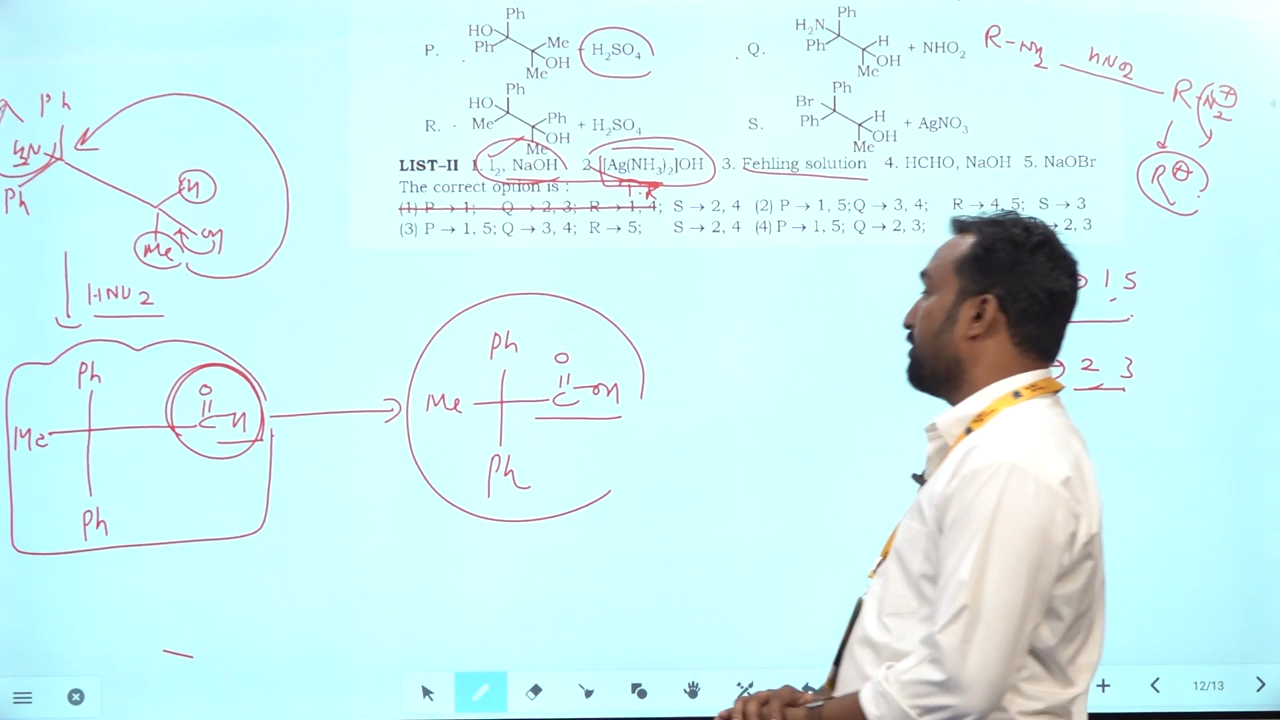 P. HO Ph Ph Me OH Me + H₂SO₄ Q. H₂N Ph Ph H OH Me + NHO₂
R. HO Ph Me Ph OH Me + H₂SO₄ S. Br Ph Ph H OH Me + AgNO₃
LIST–II 1. I₂, NaOH 2. [Ag(NH₃)₂]OH 3. Fehling solution 4. HCHO, NaOH 5. NaOBr
The correct option is : T.R
(1) P → 1; Q → 2, 3; R → 1, 4; S → 2, 4 (2) P → 1, 5;Q → 3, 4; R → 4, 5; S → 3
(3) P → 1, 5; Q → 3, 4; R → 5; S → 2, 4 (4) P → 1, 5; Q → 2, 3; 2, 3
R-NH₂ HNO₂ R N₂⊕
R⊕ ?
Ph
Ph
Me OH
HNO₂
1 5
2 3
Ph
Me
O
C-H
Ph
Ph
Me
O
C-OH
Ph
12/13